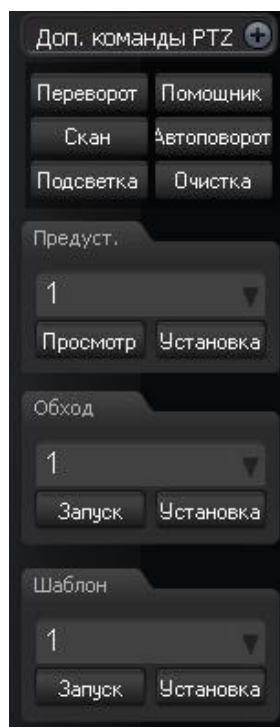 Доп. команды PTZ
Переворот Помощник
Скан Автоповорот
Подсветка Очистка
Предуст.
1
Просмотр Установка
Обход
1
Запуск Установка
Шаблон
1
Запуск Установка